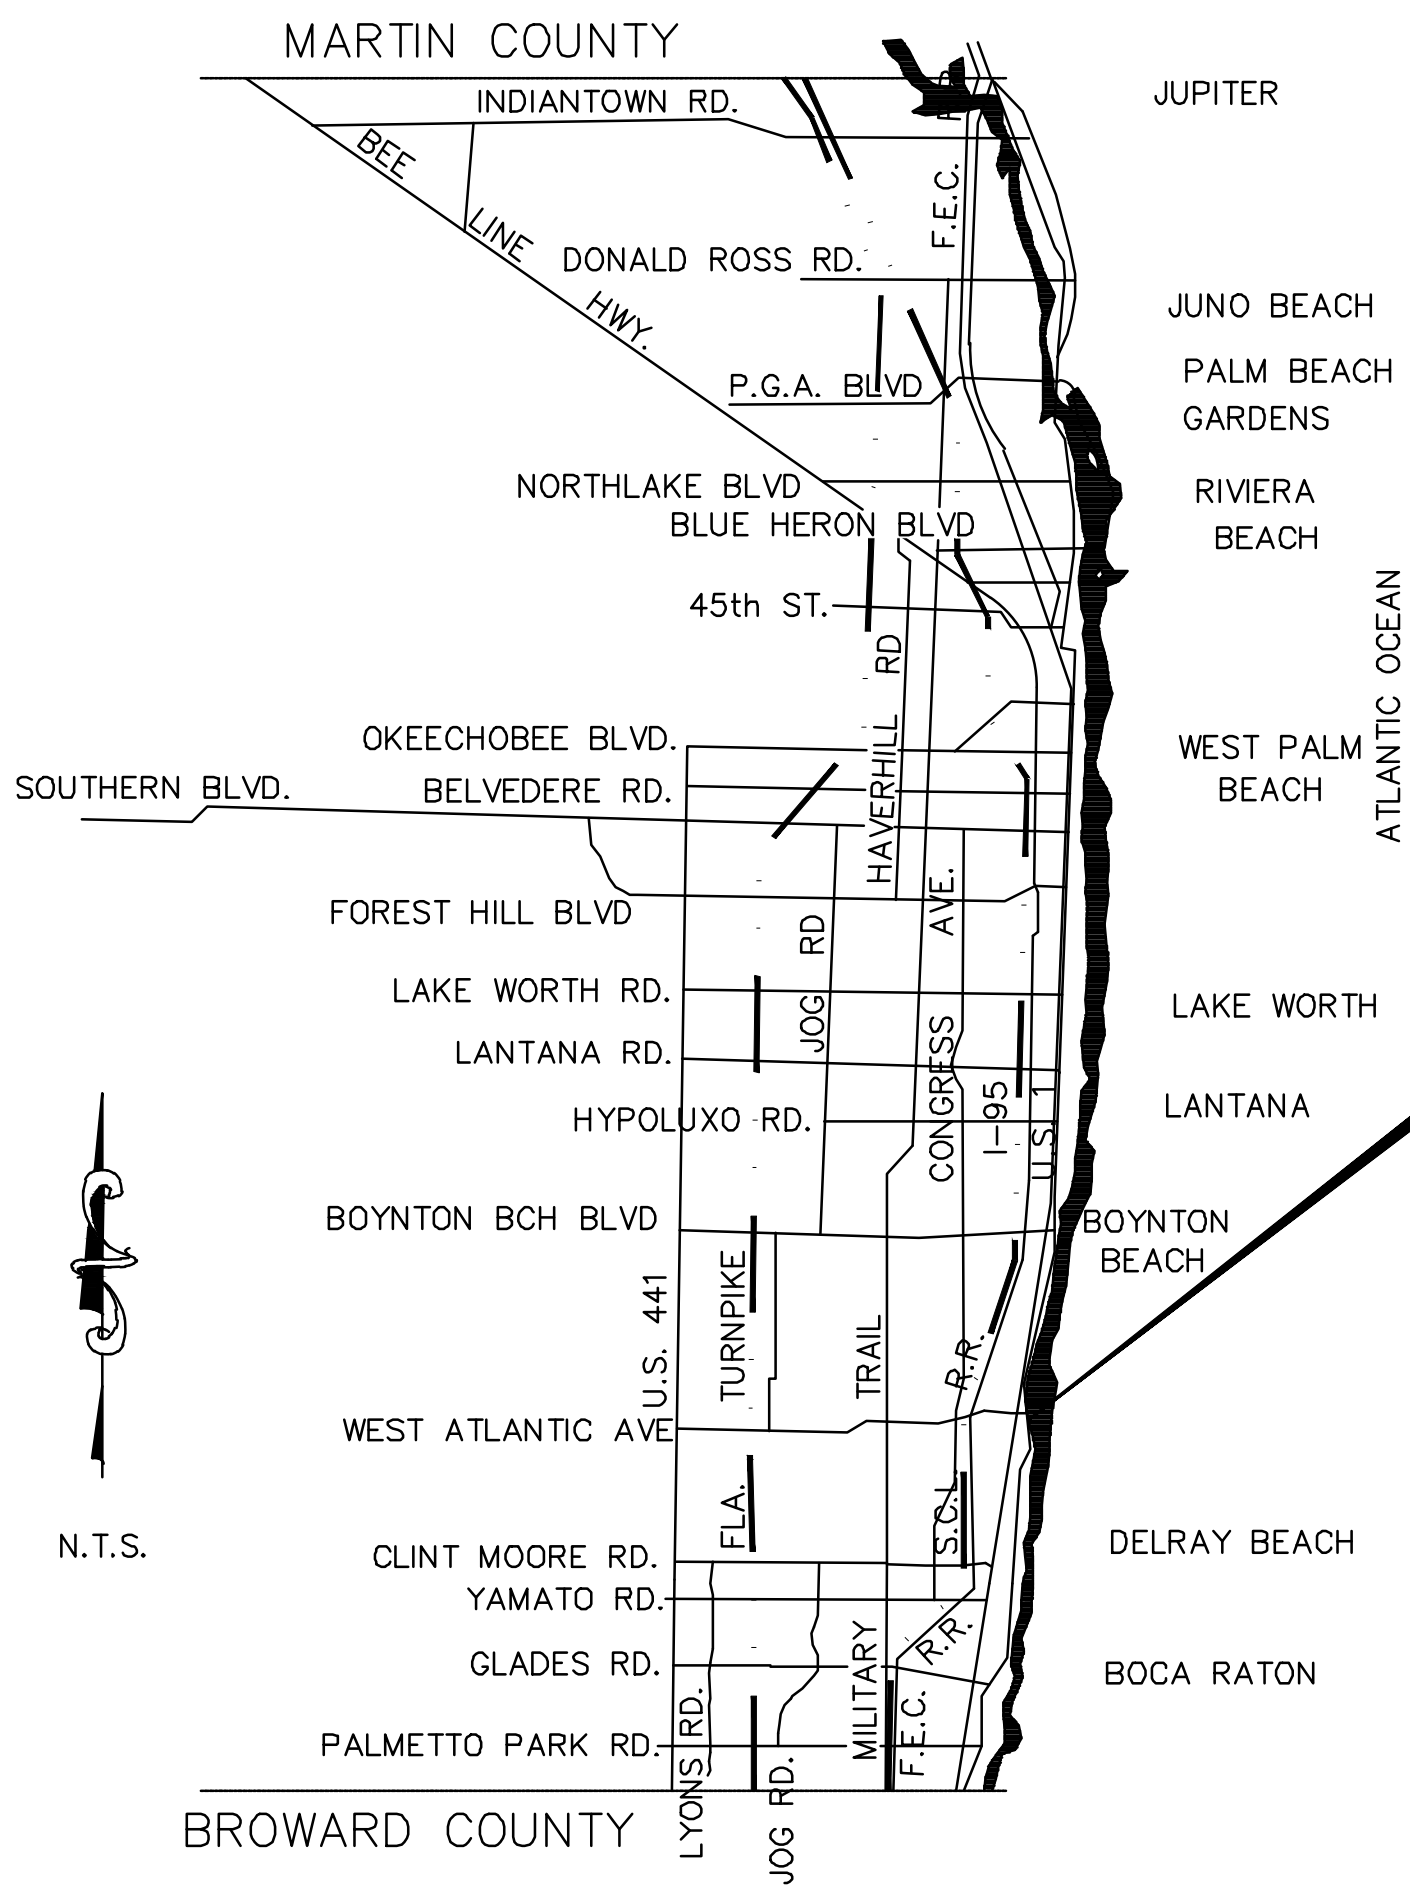 MARTIN COUNTY
INDIANTOWN RD.
JUPITER
BEE
LINE
HWY.
R.R.
F.E.C.
DONALD ROSS RD.
JUNO BEACH
P.G.A. BLVD
PALM BEACH
GARDENS
NORTHLAKE BLVD
RIVIERA
BEACH
BLUE HERON BLVD
45th ST.
ATLANTIC OCEAN
HAVERHILL RD
OKEECHOBEE BLVD.
WEST PALM
BEACH
BELVEDERE RD.
SOUTHERN BLVD.
FOREST HILL BLVD
JOG RD
CONGRESS AVE.
LAKE WORTH RD.
LAKE WORTH
LANTANA RD.
LANTANA
HYPOLUXO RD.
I-95
U.S. 1
BOYNTON BCH BLVD
BOYNTON
BEACH
U.S. 441
FLA. TURNPIKE
MILITARY TRAIL
S.C.L. R.R.
WEST ATLANTIC AVE
N.T.S.
CLINT MOORE RD.
DELRAY BEACH
YAMATO RD.
GLADES RD.
F.E.C. R.R.
BOCA RATON
PALMETTO PARK RD.
LYONS RD.
JOG RD.
BROWARD COUNTY